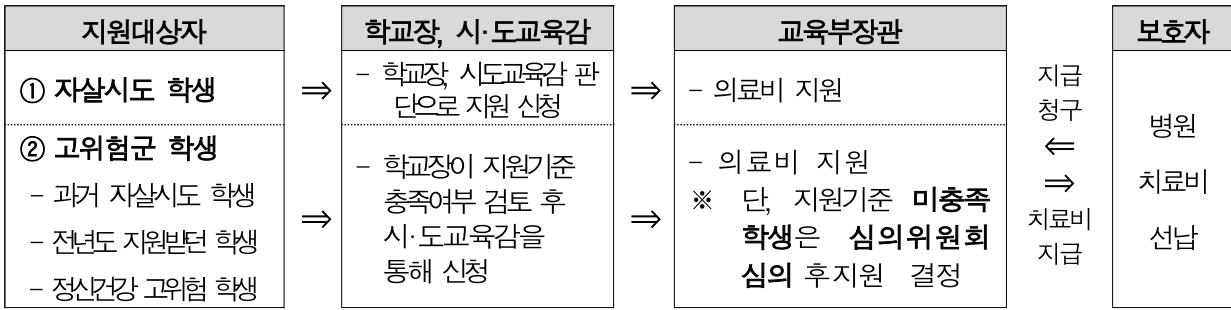 지원대상자
① 자살시도 학생
② 고위험군 학생
- 과거 자살시도 학생
- 전년도 지원받던 학생
- 정신건강 고위험 학생
⇒
⇒
학교장, 시·도교육감
- 학교장, 시도교육감 판
단으로 지원 신청
- 학교장이 지원기준
충족여부 검토 후
시·도교육감을
통해 신청
⇒
⇒
교육부장관
- 의료비 지원
- 의료비 지원
※ 단, 지원기준 미충족
학생은 심의위원회
심의 후지원 결정
지급
청구
⇐
⇒
치료비
지급
보호자
병원
치료비
선납